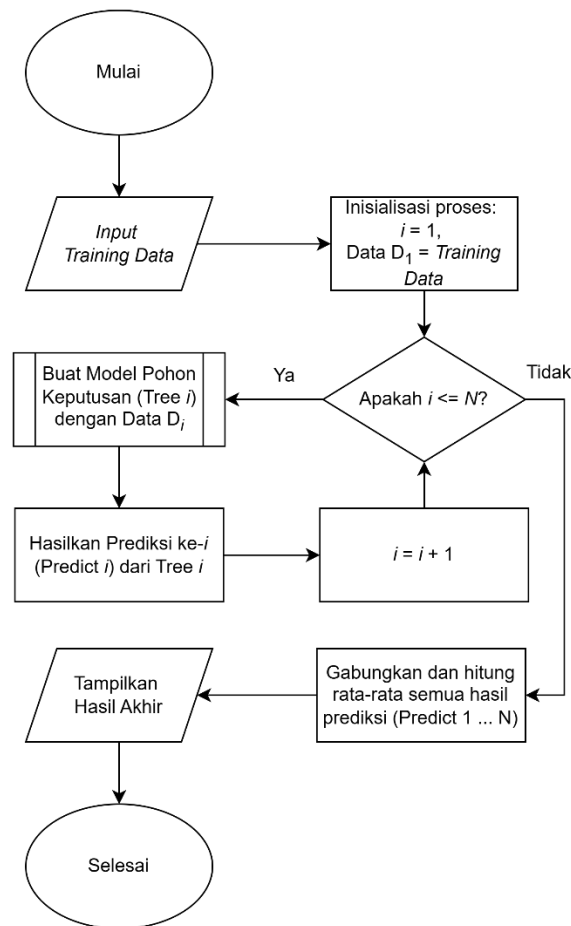 Mulai
Input
Training Data
Inisialisasi proses:
i = 1,
Data D₁ = Training
Data
Apakah i <= N?
Ya
Tidak
Buat Model Pohon
Keputusan (Tree i)
dengan Data Dᵢ
Hasilkan Prediksi ke-i
(Predict i) dari Tree i
i = i + 1
Gabungkan dan hitung
rata-rata semua hasil
prediksi (Predict 1 ... N)
Tampilkan
Hasil Akhir
Selesai